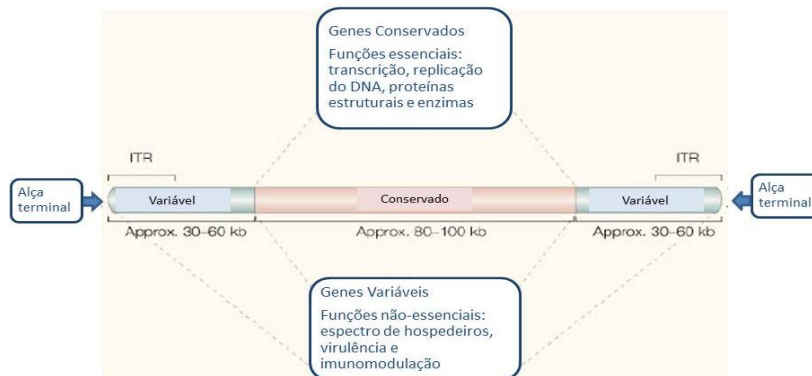 Genes Conservados
Funções essenciais:
transcrição, replicação
do DNA, proteínas
estruturais e enzimas
ITR
ITR
Alça
terminal
Variável
Conservado
Variável
Alça
terminal
Approx. 30–60 kb
Approx. 80–100 kb
Approx. 30–60 kb
Genes Variáveis
Funções não-essenciais:
espectro de hospedeiros,
virulência e
imunomodulação